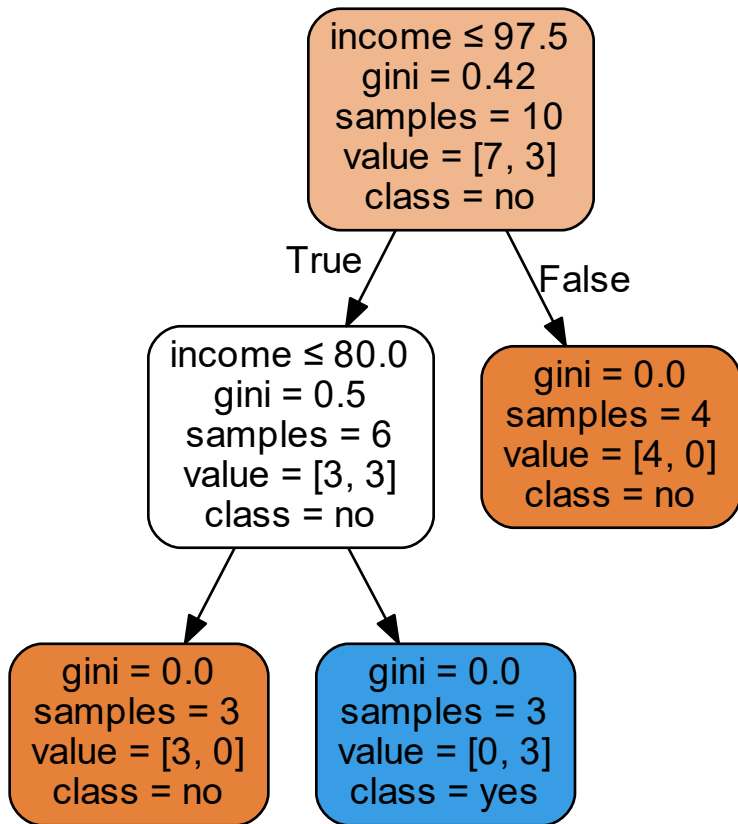 income ≤ 97.5
gini = 0.42
samples = 10
value = [7, 3]
class = no
True
False
income ≤ 80.0
gini = 0.5
samples = 6
value = [3, 3]
class = no
gini = 0.0
samples = 4
value = [4, 0]
class = no
gini = 0.0
samples = 3
value = [3, 0]
class = no
gini = 0.0
samples = 3
value = [0, 3]
class = yes